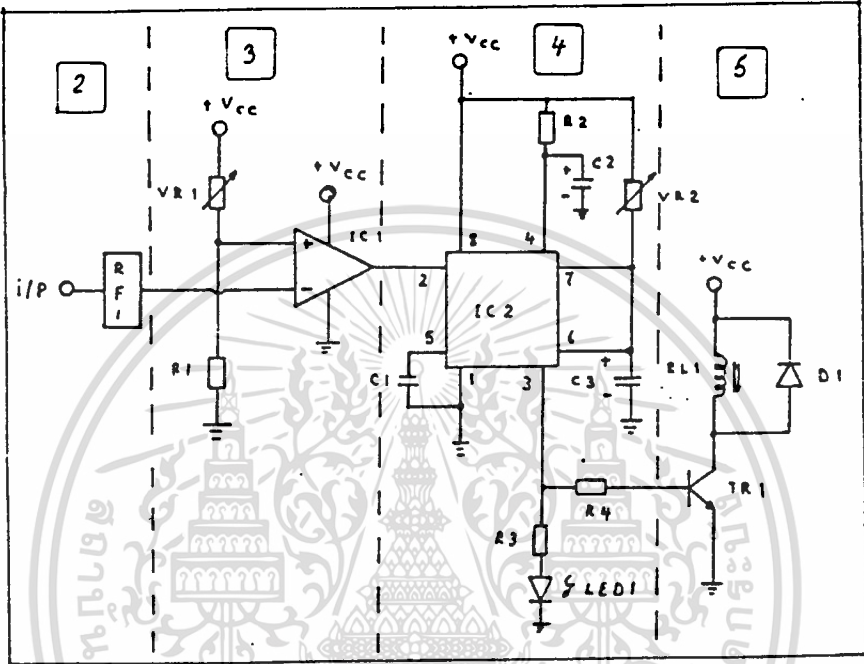 2
3
4
5
+ Vcc
+ Vcc
+ Vcc
+ Vcc
VR1
R1
IC1
+
-
i/P
RF1
R2
C2
+
-
VR2
8
4
2
7
IC2
5
6
1
3
C1
C3
+
-
R3
R4
LED1
RL1
D1
TR1